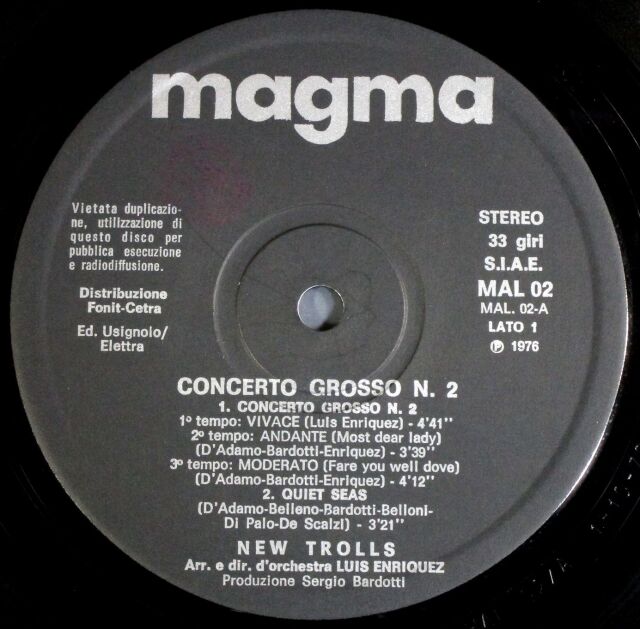 magma
Vietata duplicazio-
ne, utilizzazione di
questo disco per
pubblica esecuzione
e radiodiffusione.
Distribuzione
Fonit-Cetra
Ed. Usignolo/
Elettra
STEREO
33 giri
S.I.A.E.
MAL 02
MAL. 02-A
LATO 1
℗ 1976
CONCERTO GROSSO N. 2
1. CONCERTO GROSSO N. 2
1º tempo: VIVACE (Luis Enriquez) - 4'41''
2º tempo: ANDANTE (Most dear lady)
(D'Adamo-Bardotti-Enriquez) - 3'39''
3º tempo: MODERATO (Fare you well dove)
(D'Adamo-Bardotti-Enriquez) - 4'12''
2. QUIET SEAS
(D'Adamo-Belleno-Bardotti-Belloni-
Di Palo-De Scalzi) - 3'21''
NEW TROLLS
Arr. e dir. d'orchestra LUIS ENRIQUEZ
Produzione Sergio Bardotti